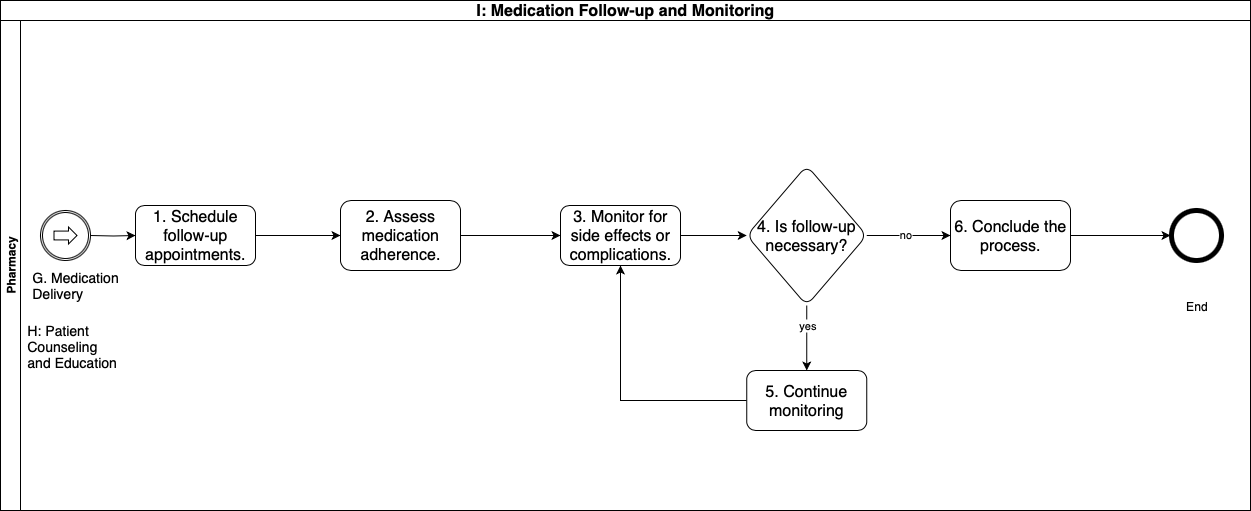 I: Medication Follow-up and Monitoring
Pharmacy
G. Medication
Delivery
H: Patient
Counseling
and Education
1. Schedule
follow-up
appointments.
2. Assess
medication
adherence.
3. Monitor for
side effects or
complications.
4. Is follow-up
necessary?
no
yes
5. Continue
monitoring
6. Conclude the
process.
End